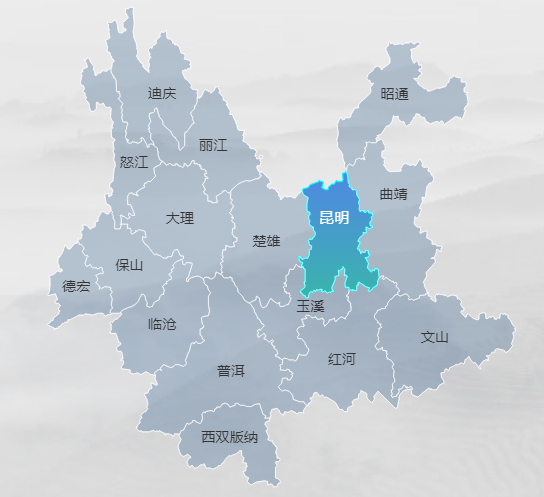 迪庆
昭通
丽江
怒江
曲靖
大理
昆明
楚雄
保山
德宏
玉溪
临沧
文山
红河
普洱
西双版纳